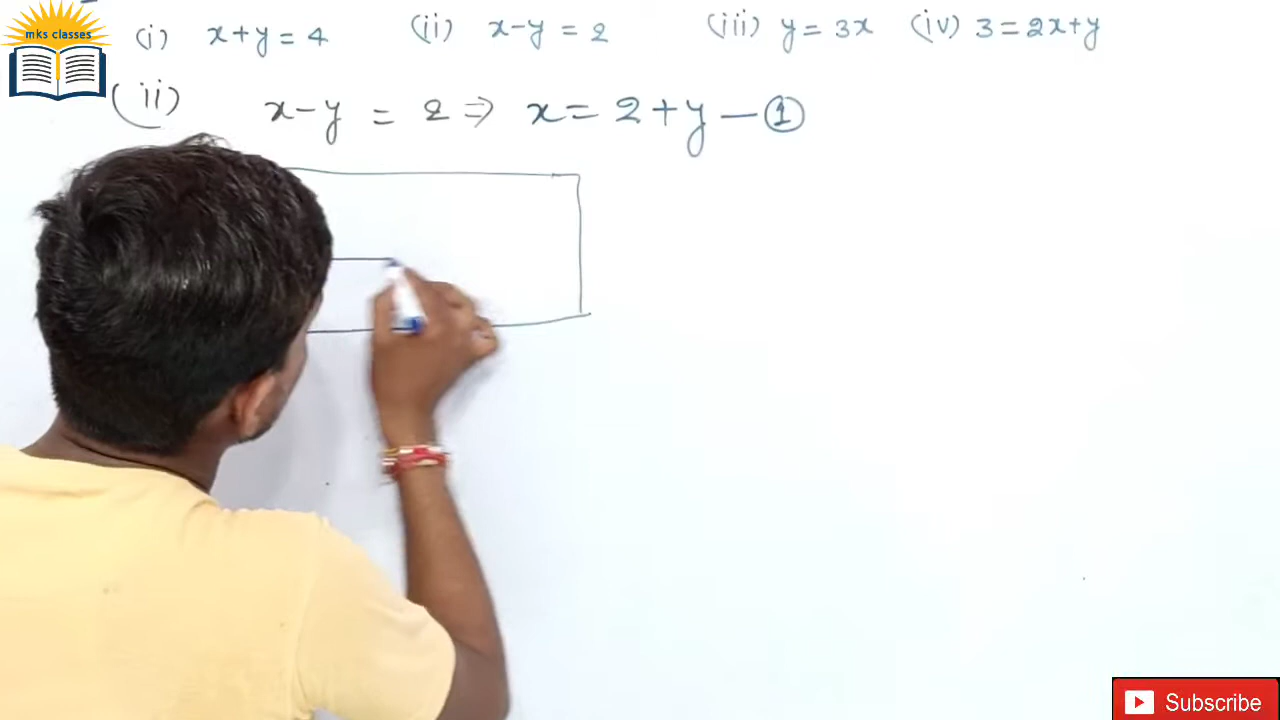 mks classes
(i) x+y=4 (ii) x-y=2 (iii) y=3x (iv) 3=2x+y
(ii) x-y = 2 ⇒ x = 2+y — ①
Subscribe